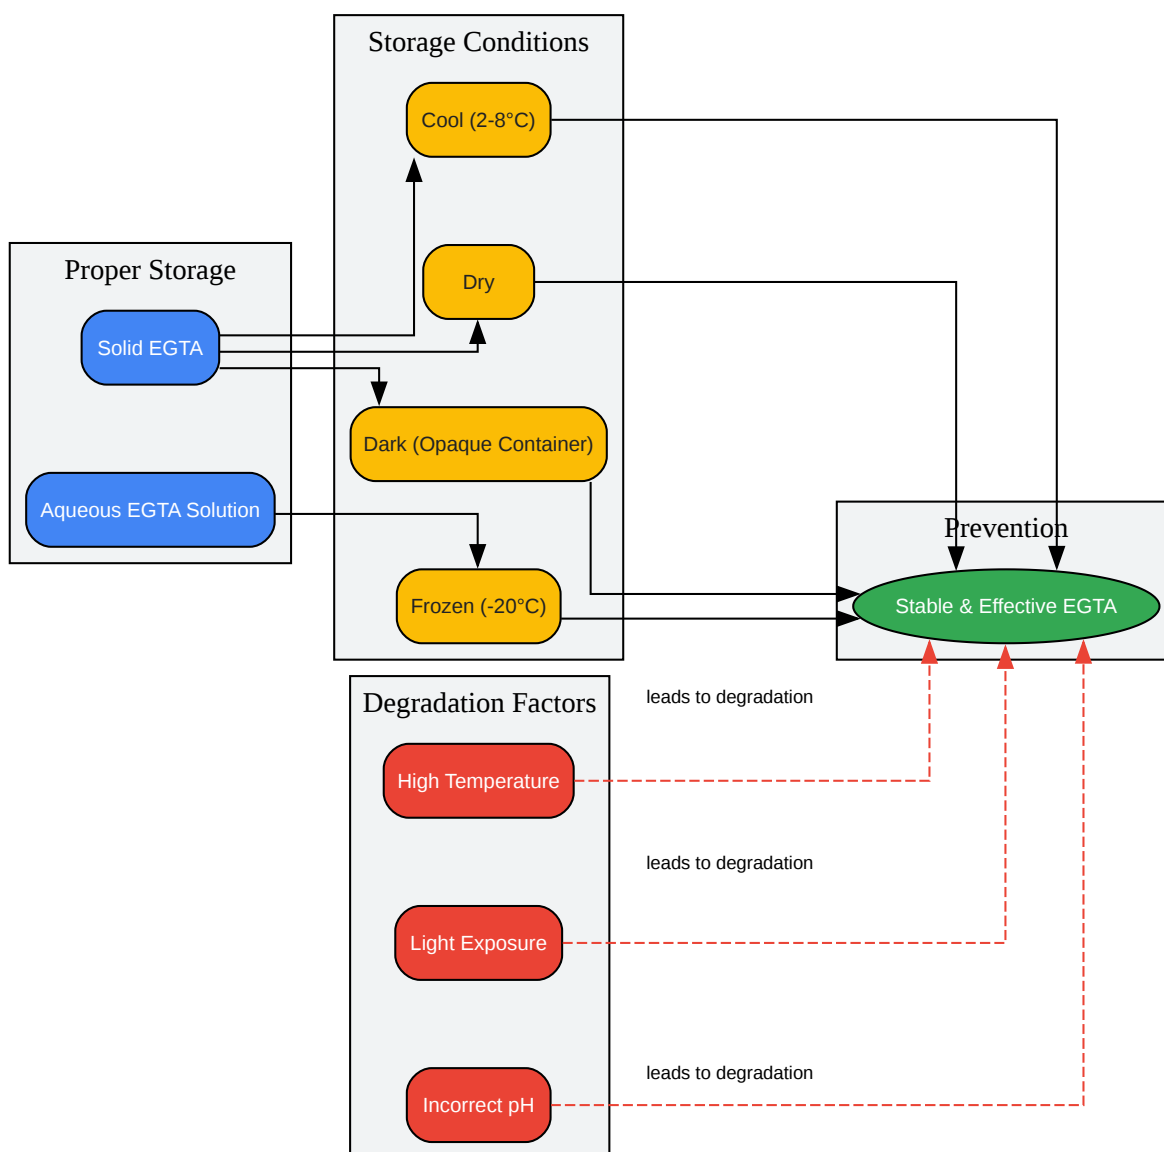 Storage Conditions
Cool (2-8°C)
Dry
Dark (Opaque Container)
Frozen (-20°C)
Proper Storage
Solid EGTA
Aqueous EGTA Solution
Prevention
Stable & Effective EGTA
Degradation Factors
High Temperature
Light Exposure
Incorrect pH
leads to degradation
leads to degradation
leads to degradation